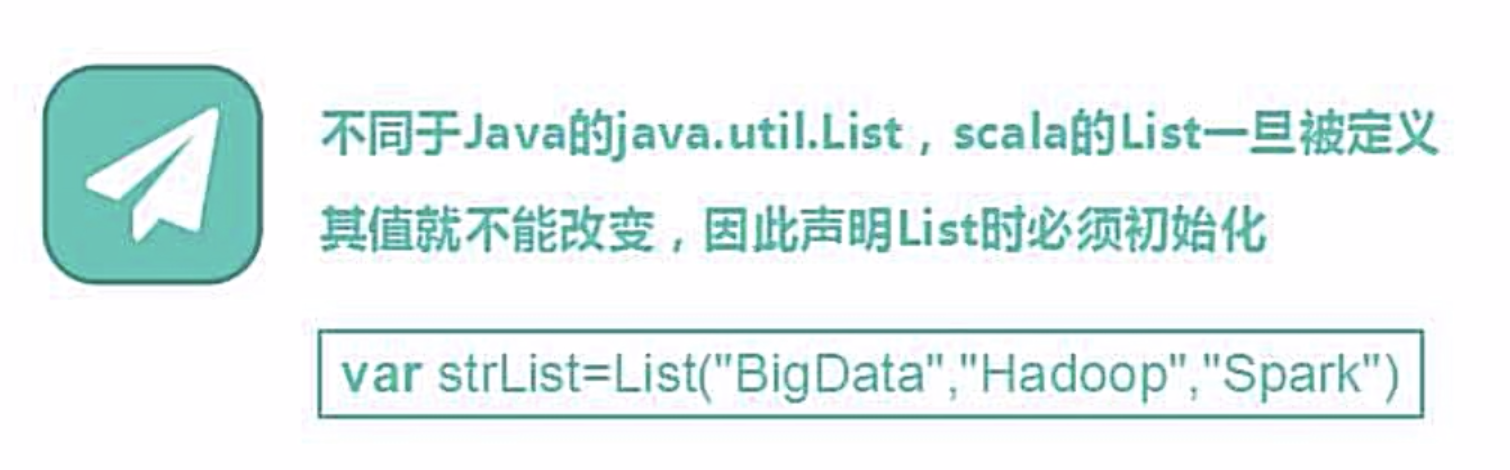 不同于Java的java.util.List，scala的List一旦被定义
其值就不能改变，因此声明List时必须初始化
var strList=List("BigData","Hadoop","Spark")